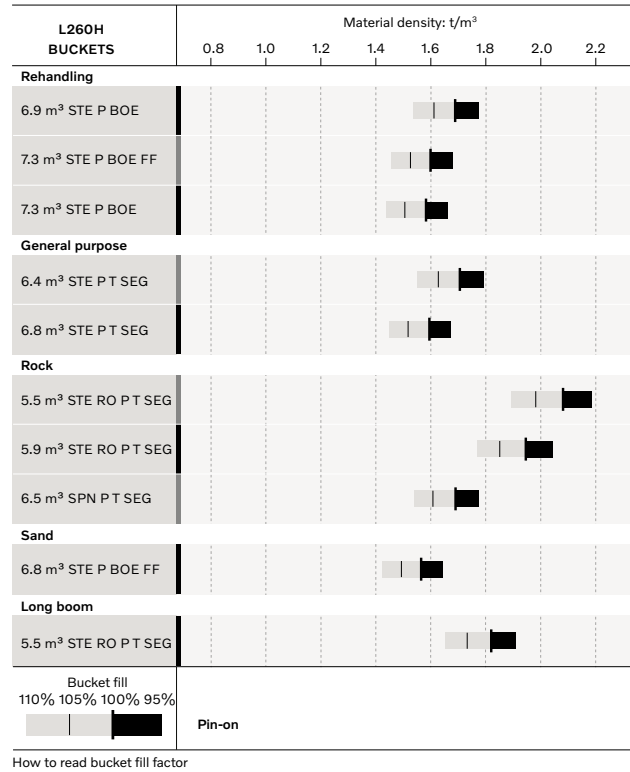 L260H
BUCKETS
Material density: t/m³
0.8 1.0 1.2 1.4 1.6 1.8 2.0 2.2
Rehandling
6.9 m³ STE P BOE
7.3 m³ STE P BOE FF
7.3 m³ STE P BOE
General purpose
6.4 m³ STE P T SEG
6.8 m³ STE P T SEG
Rock
5.5 m³ STE RO P T SEG
5.9 m³ STE RO P T SEG
6.5 m³ SPN P T SEG
Sand
6.8 m³ STE P BOE FF
Long boom
5.5 m³ STE RO P T SEG
Bucket fill
110% 105% 100% 95%
Pin-on
How to read bucket fill factor